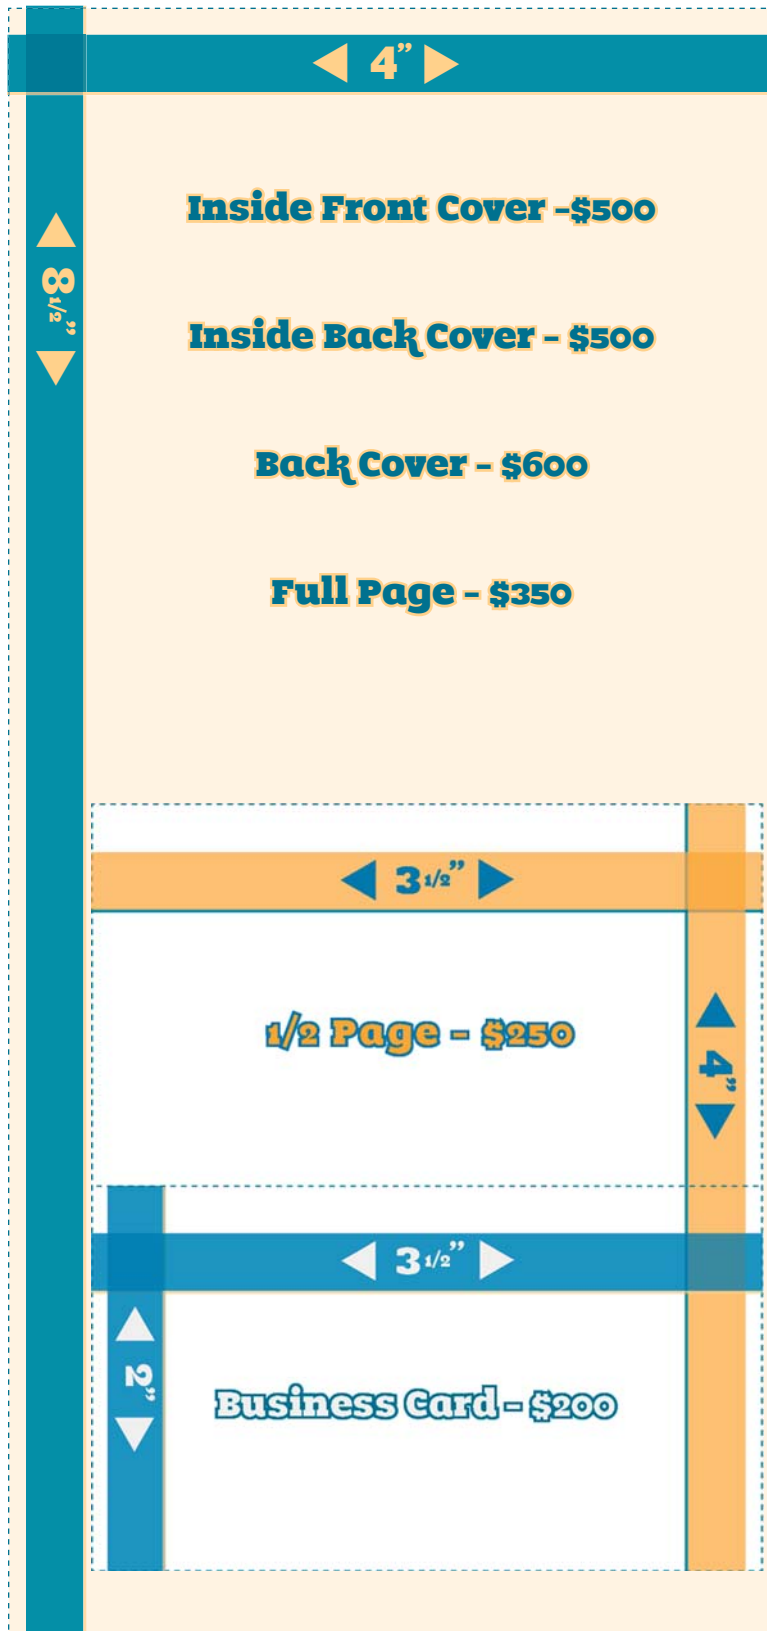 4”
8 1/2”
Inside Front Cover –$500
Inside Back Cover – $500
Back Cover – $600
Full Page – $350
3 1/2”
1/2 Page – $250
4”
3 1/2”
2”
Business Card – $200